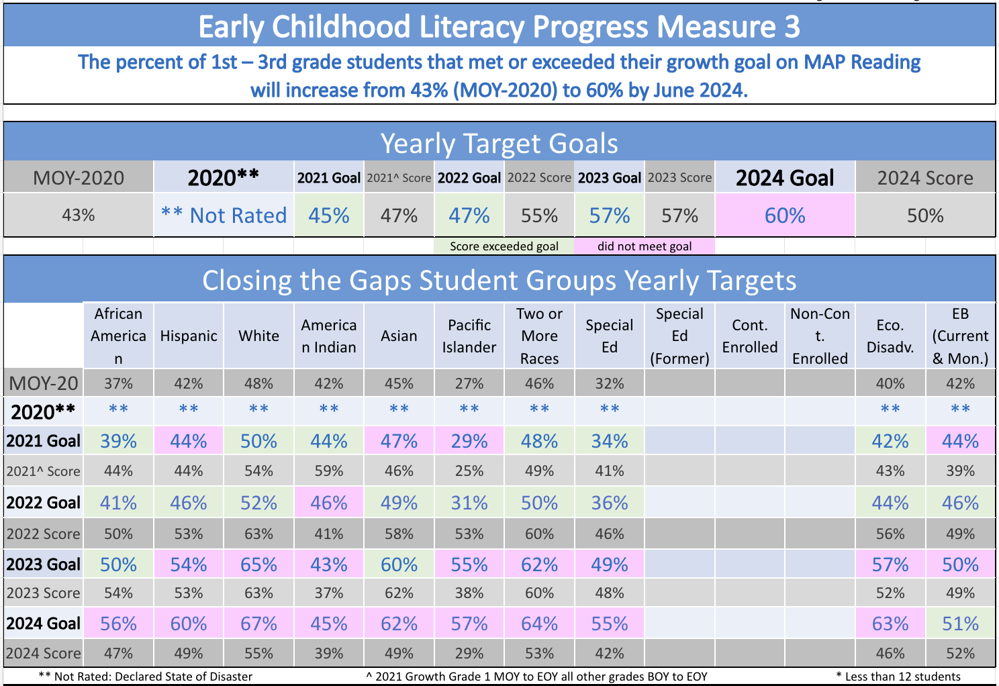 Early Childhood Literacy Progress Measure 3
The percent of 1st – 3rd grade students that met or exceeded their growth goal on MAP Reading
will increase from 43% (MOY-2020) to 60% by June 2024.
Yearly Target Goals
MOY-2020 2020** 2021 Goal 2021^ Score 2022 Goal 2022 Score 2023 Goal 2023 Score 2024 Goal 2024 Score
43% ** Not Rated 45% 47% 47% 55% 57% 57% 60% 50%
Score exceeded goal did not meet goal
Closing the Gaps Student Groups Yearly Targets
African
America
n
Hispanic
White
America
n Indian
Asian
Pacific
Islander
Two or
More
Races
Special
Ed
Special
Ed
(Former)
Cont.
Enrolled
Non-Con
t.
Enrolled
Eco.
Disadv.
EB
(Current
& Mon.)
MOY-20 37% 42% 48% 42% 45% 27% 46% 32% 40% 42%
2020** ** ** ** ** ** ** ** ** ** **
2021 Goal 39% 44% 50% 44% 47% 29% 48% 34% 42% 44%
2021^ Score 44% 44% 54% 59% 46% 25% 49% 41% 43% 39%
2022 Goal 41% 46% 52% 46% 49% 31% 50% 36% 44% 46%
2022 Score 50% 53% 63% 41% 58% 53% 60% 46% 56% 49%
2023 Goal 50% 54% 65% 43% 60% 55% 62% 49% 57% 50%
2023 Score 54% 53% 63% 37% 62% 38% 60% 48% 52% 49%
2024 Goal 56% 60% 67% 45% 62% 57% 64% 55% 63% 51%
2024 Score 47% 49% 55% 39% 49% 29% 53% 42% 46% 52%
** Not Rated: Declared State of Disaster ^ 2021 Growth Grade 1 MOY to EOY all other grades BOY to EOY * Less than 12 students